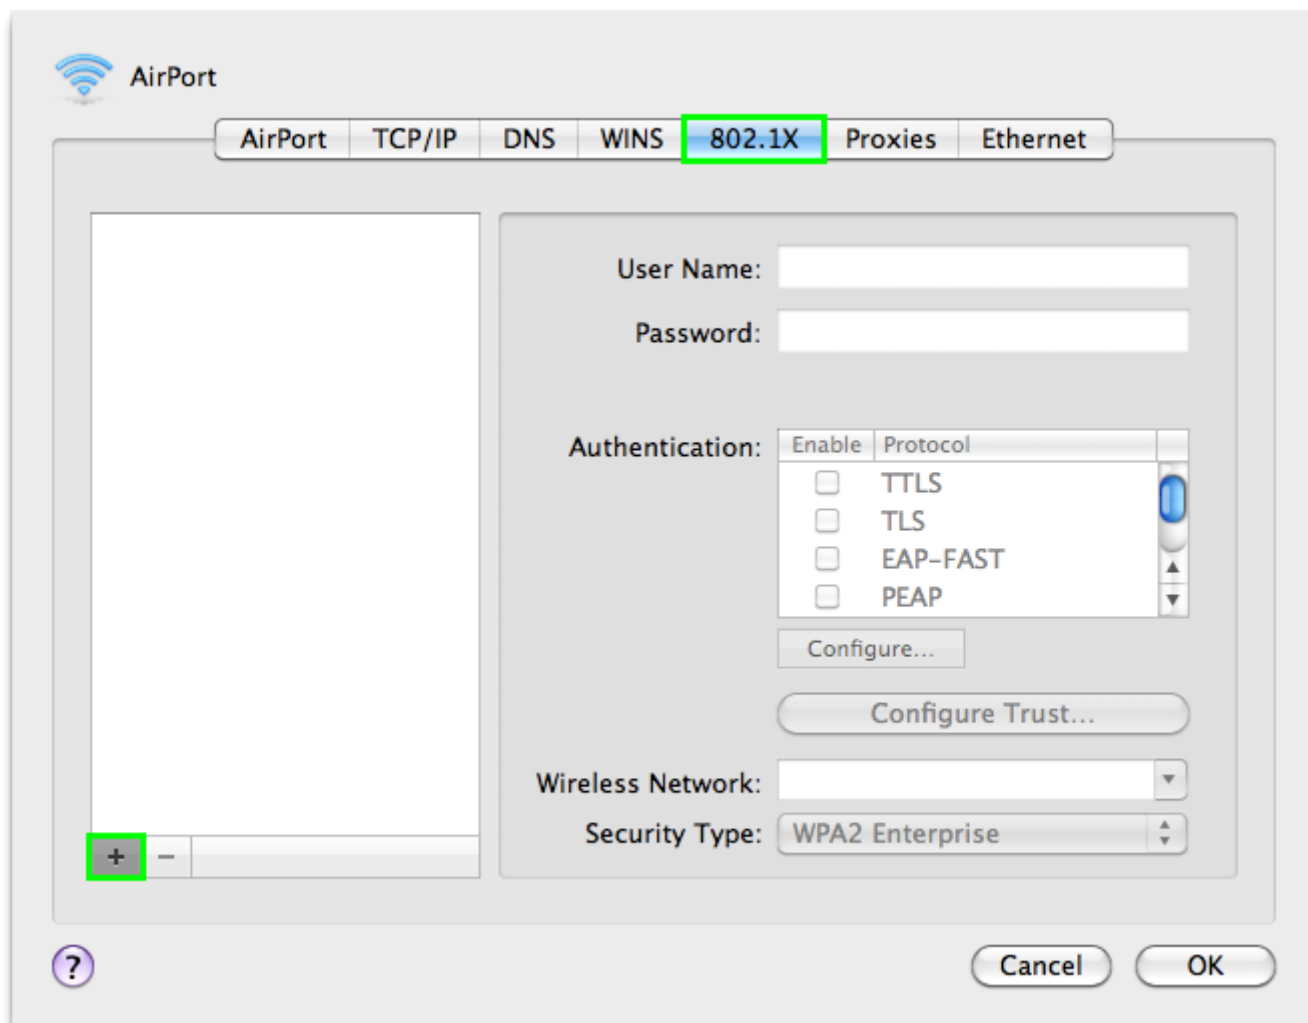 AirPort
AirPort TCP/IP DNS WINS 802.1X Proxies Ethernet
User Name:
Password:
Authentication: Enable Protocol
TTLS
TLS
EAP-FAST
PEAP
Configure...
Configure Trust...
Wireless Network:
Security Type: WPA2 Enterprise
+ −
? Cancel OK